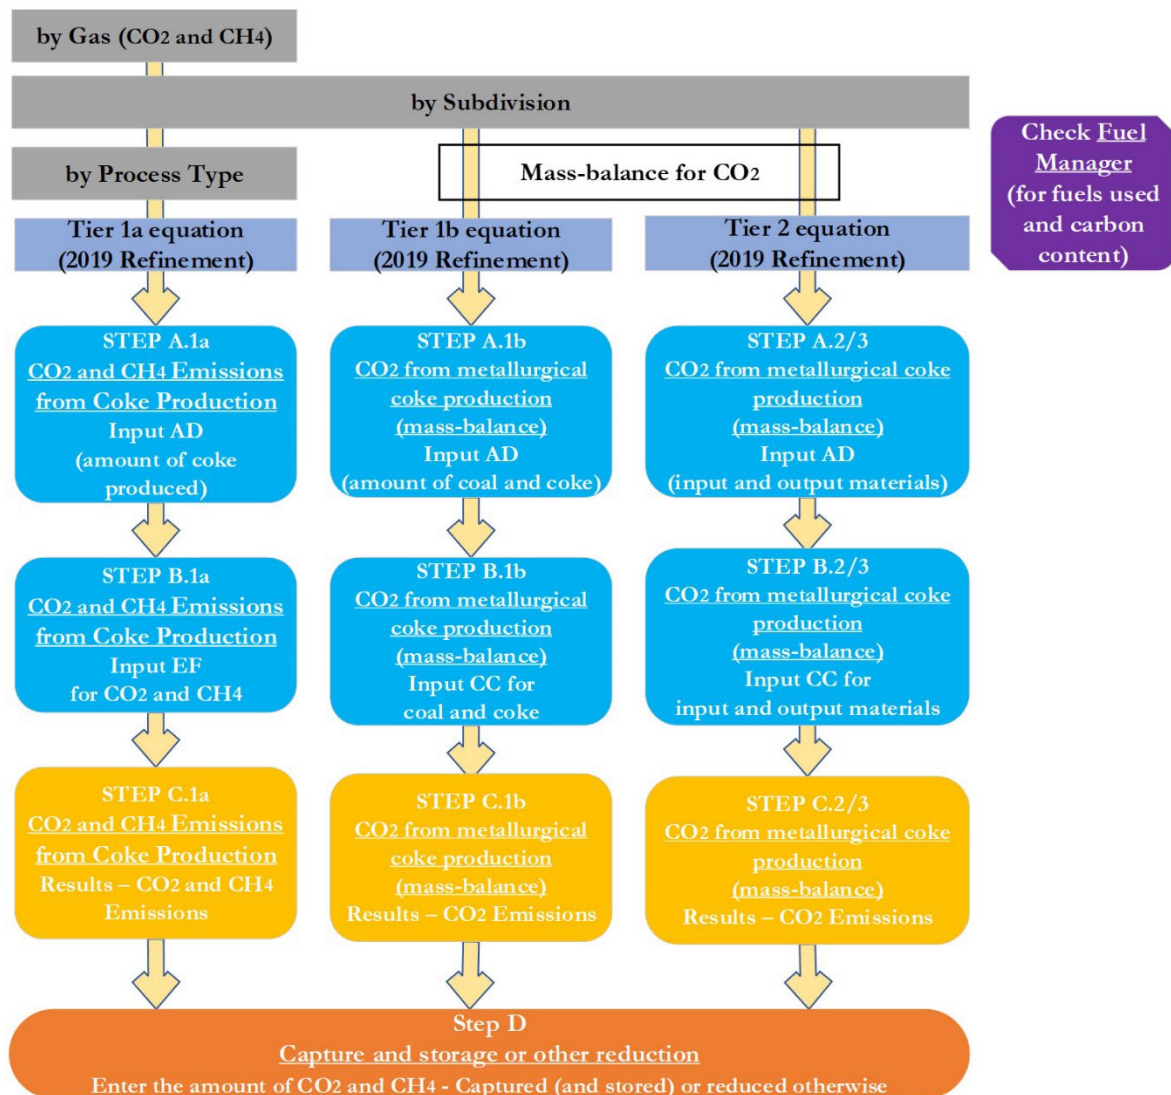 by Gas (CO2 and CH4)
by Subdivision
Check Fuel
Manager
(for fuels used
and carbon
content)
by Process Type
Mass-balance for CO2
Tier 1a equation
(2019 Refinement)
Tier 1b equation
(2019 Refinement)
Tier 2 equation
(2019 Refinement)
STEP A.1a
CO2 and CH4 Emissions
from Coke Production
Input AD
(amount of coke
produced)
STEP A.1b
CO2 from metallurgical
coke production
(mass-balance)
Input AD
(amount of coal and coke)
STEP A.2/3
CO2 from metallurgical coke
production
(mass-balance)
Input AD
(input and output materials)
STEP B.1a
CO2 and CH4 Emissions
from Coke Production
Input EF
for CO2 and CH4
STEP B.1b
CO2 from metallurgical
coke production
(mass-balance)
Input CC for
coal and coke
STEP B.2/3
CO2 from metallurgical coke
production
(mass-balance)
Input CC for
input and output materials
STEP C.1a
CO2 and CH4 Emissions
from Coke Production
Results – CO2 and CH4
Emissions
STEP C.1b
CO2 from metallurgical
coke production
(mass-balance)
Results – CO2 Emissions
STEP C.2/3
CO2 from metallurgical coke
production
(mass-balance)
Results – CO2 Emissions
Step D
Capture and storage or other reduction
Enter the amount of CO2 and CH4 - Captured (and stored) or reduced otherwise